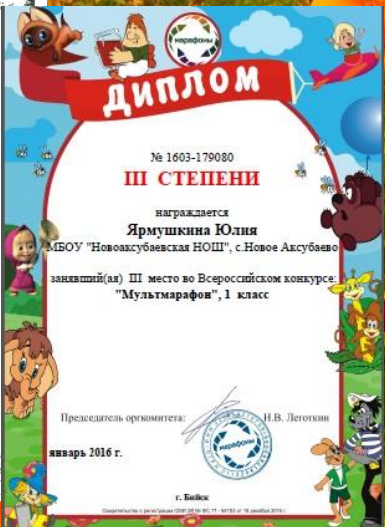 марафоны
ДИПЛОМ
№ 1603-179080
III СТЕПЕНИ
награждается
Ярмушкина Юлия
МБОУ "Новоаксубаевская НОШ", с.Новое Аксубаево
занявший(ая) III место во Всероссийском конкурсе:
"Мультмарафон", 1 класс
Председатель оргкомитета:
Н.В. Леготкин
марафоны
январь 2016 г.
г. Бийск